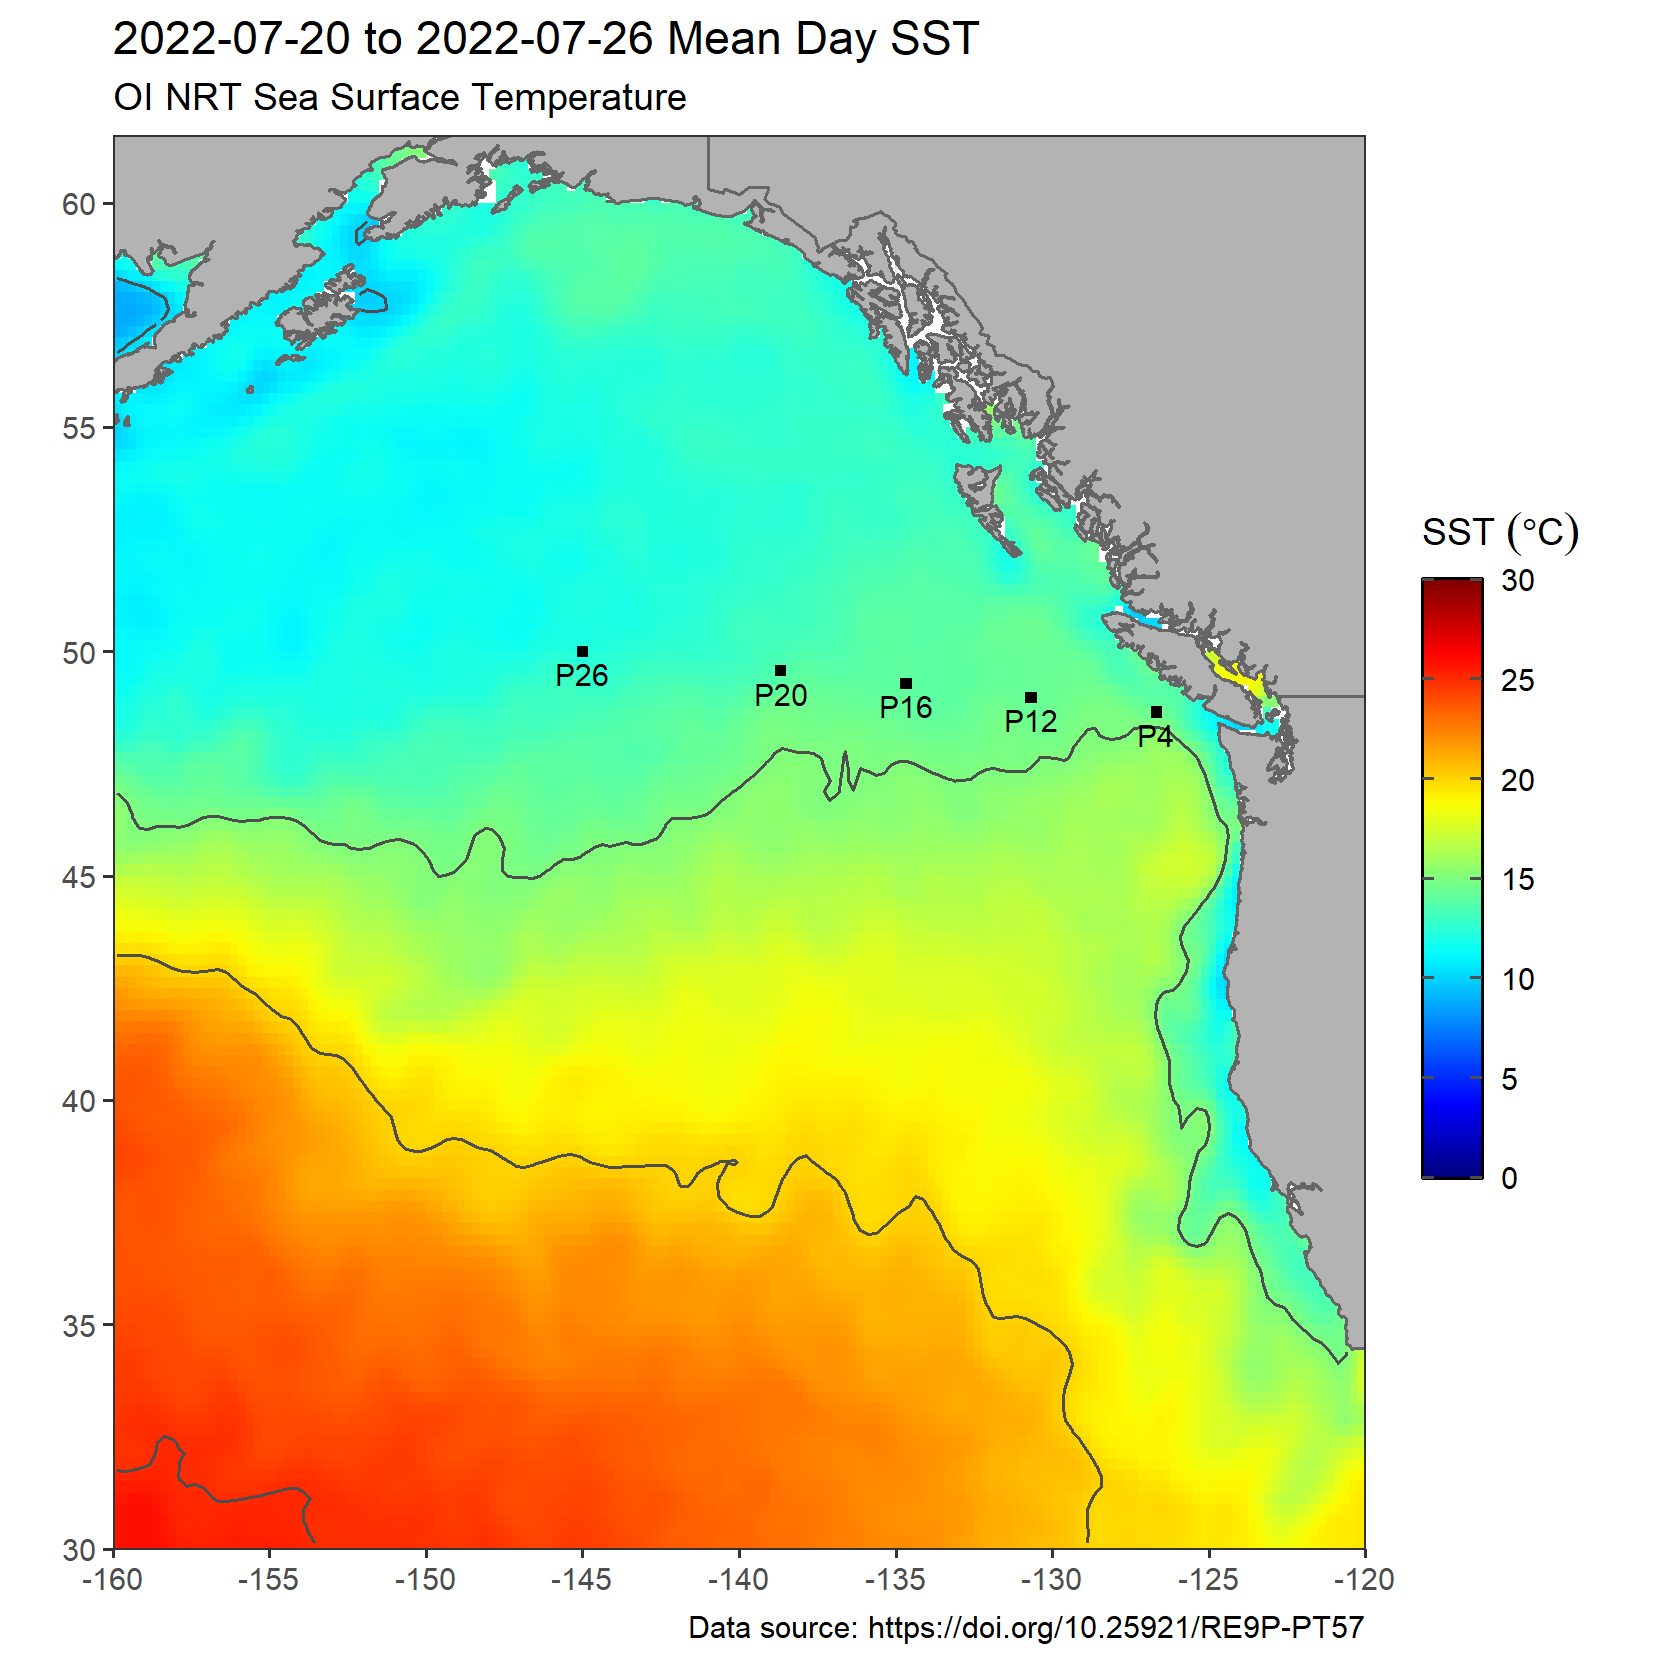 2022-07-20 to 2022-07-26 Mean Day SST
OI NRT Sea Surface Temperature
60
55
50
45
40
35
30
P26
P20
P16
P12
P4
-160
-155
-150
-145
-140
-135
-130
-125
-120
SST (°C)
30
25
20
15
10
5
0
Data source: https://doi.org/10.25921/RE9P-PT57